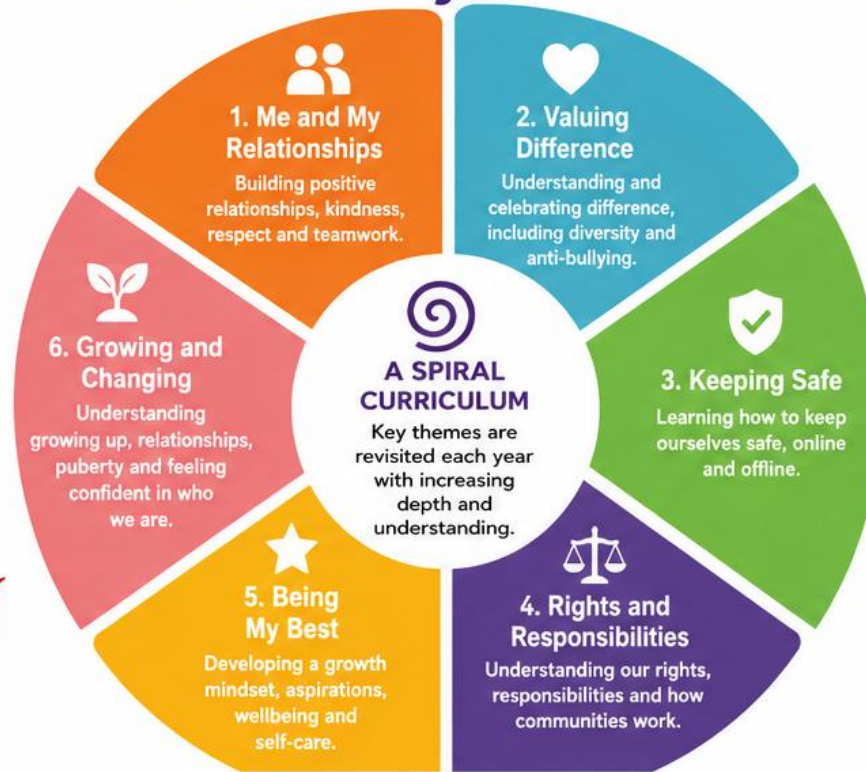 1. Me and My
Relationships
Building positive
relationships, kindness,
respect and teamwork.
2. Valuing
Difference
Understanding and
celebrating difference,
including diversity and
anti-bullying.
3. Keeping Safe
Learning how to keep
ourselves safe, online
and offline.
4. Rights and
Responsibilities
Understanding our rights,
responsibilities and how
communities work.
5. Being
My Best
Developing a growth
mindset, aspirations,
wellbeing and
self-care.
6. Growing and
Changing
Understanding
growing up, relationships,
puberty and feeling
confident in who
we are.
A SPIRAL
CURRICULUM
Key themes are
revisited each year
with increasing
depth and
understanding.